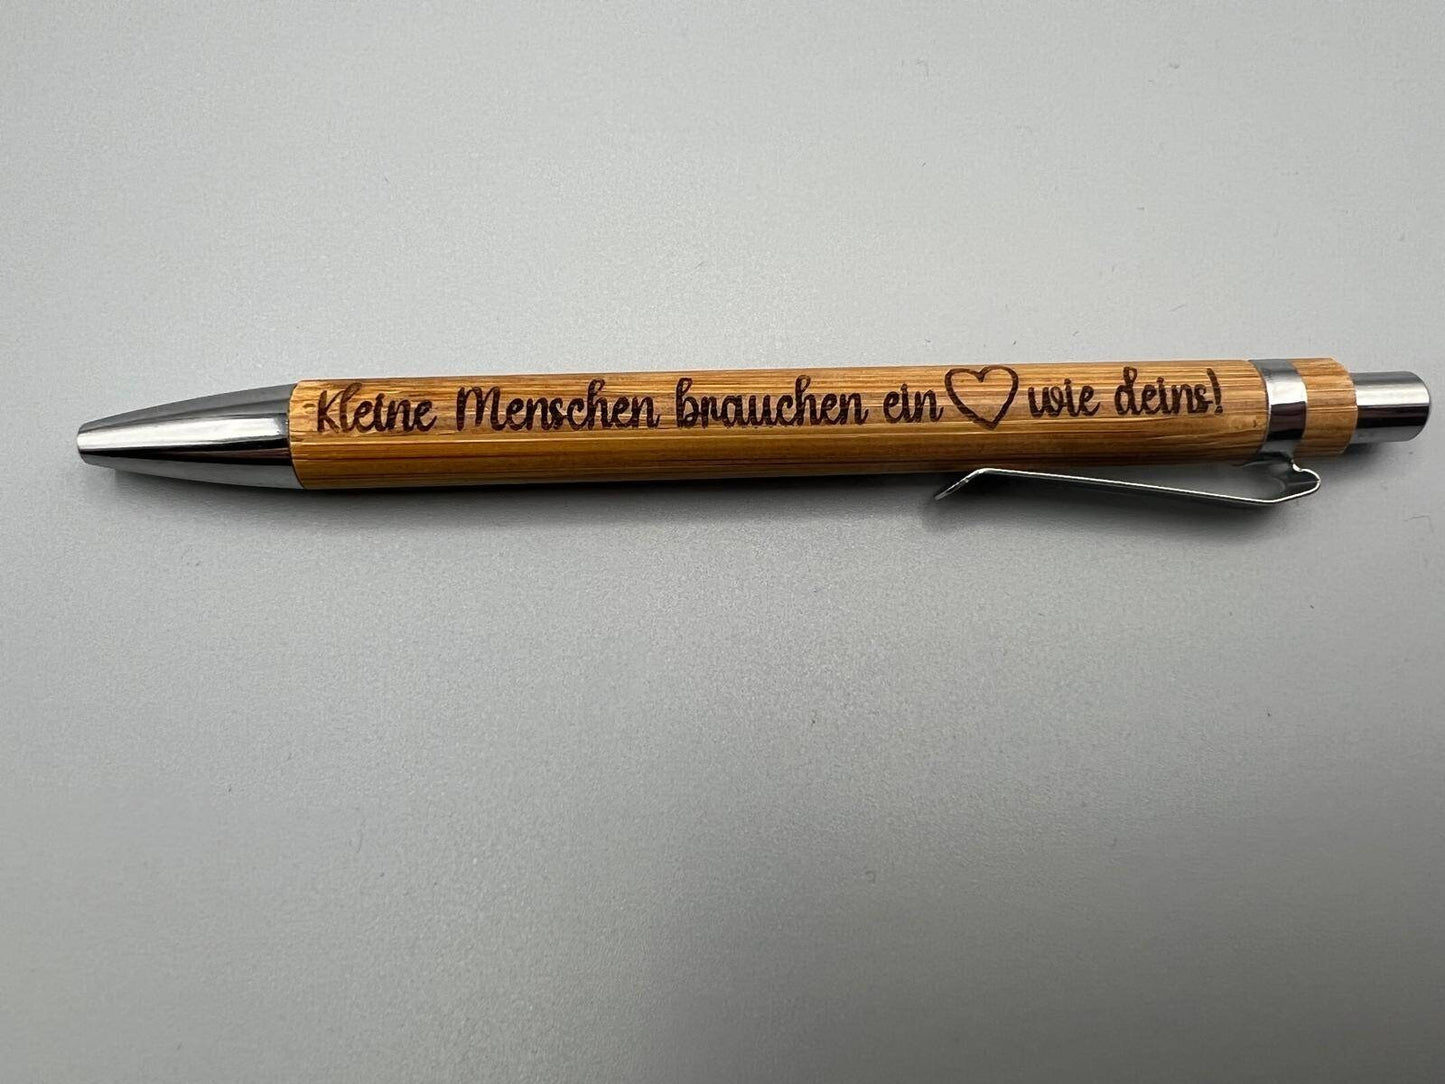 Kleine Menschen brauchen ein ♡ wie deins!